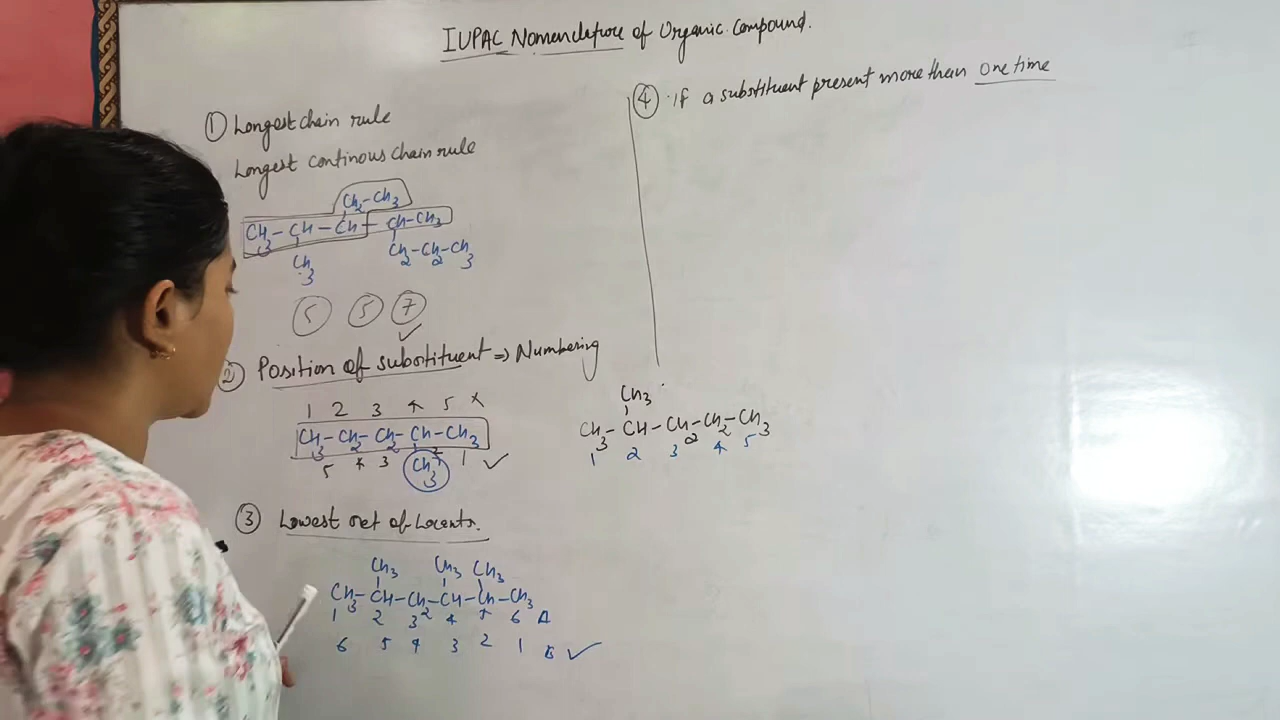 IUPAC Nomenclature of Organic Compound.
① Longest chain rule
Longest continous chain rule
CH2-CH3
CH3-CH-CH-CH-CH3
CH3 CH2-CH2-CH3
5 5 7 ✓
② Position of substituent ⇒ Numbering
1 2 3 4 5 x
CH3-CH2-CH2-CH-CH3
5 4 3 2 1 ✓
CH3
CH3
CH3-CH-CH2-CH2-CH3
1 2 3 4 5
③ Lowest set of Locents.
CH3 CH3 CH3
CH3-CH-CH2-CH-CH-CH3
1 2 3 4 5 6 A
6 5 4 3 2 1 B ✓
④ If a substituent present more than one time